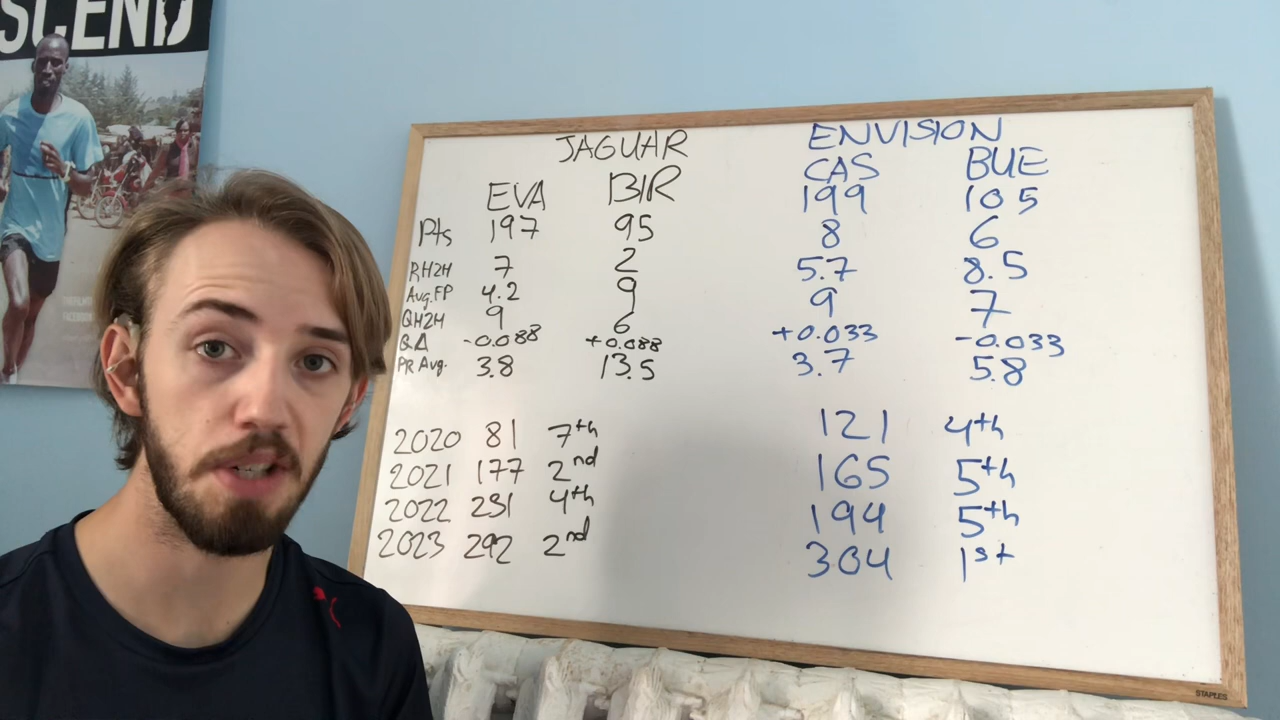 SCEND
JAGUAR ENVISION
EVA BIR CAS BUE
Pts 197 95 199 105
RH2H 7 2 8 6
Avg.FP 4.2 9 5.7 8.5
QH2H 9 6 9 7
QΔ -0.088 +0.088 +0.033 -0.033
PR Avg. 3.8 13.5 3.7 5.8
2020 81 7th 121 4th
2021 177 2nd 165 5th
2022 231 4th 194 5th
2023 292 2nd 304 1st
STAPLES